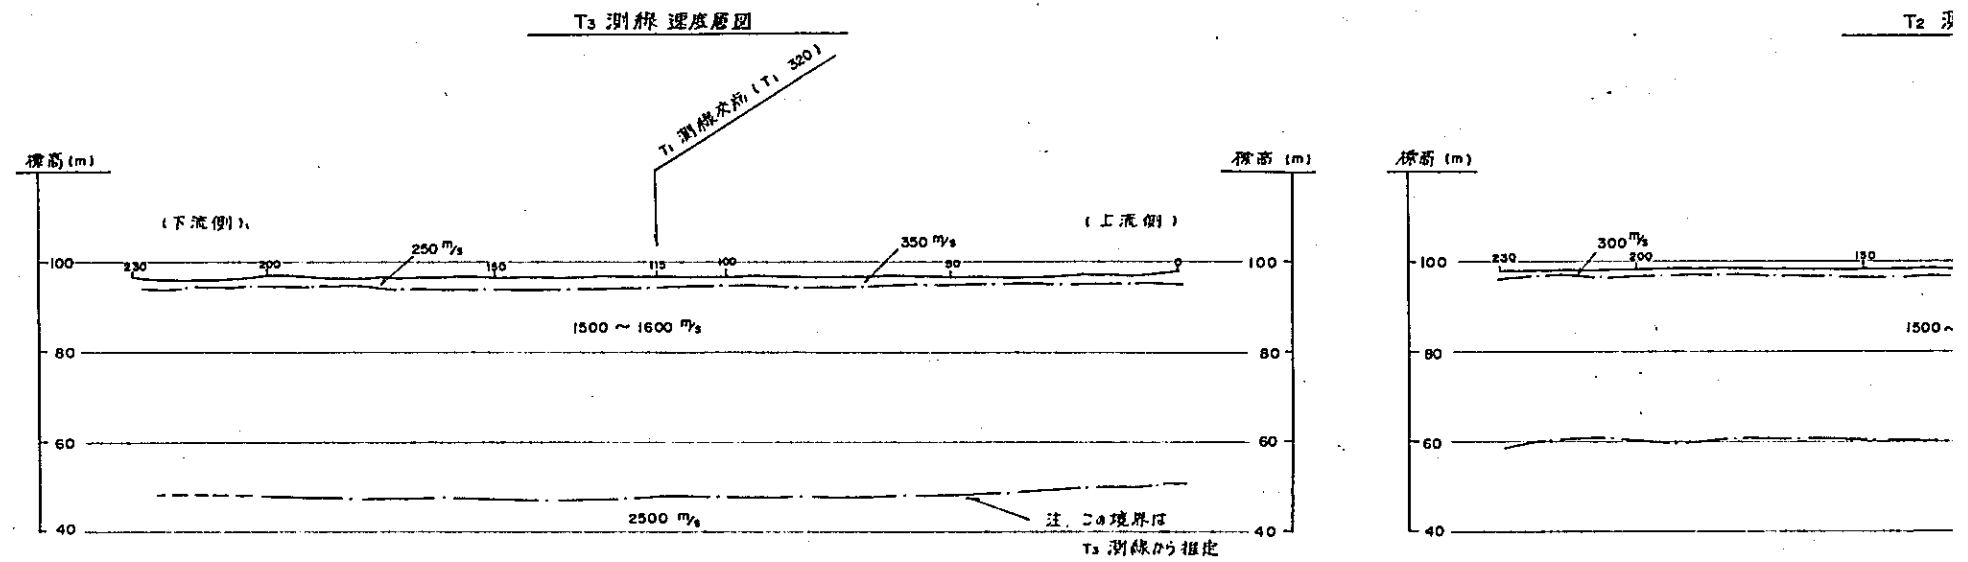 T3 測線 速度層図
T1 測線交点 (T1 320)
標高 (m)
標高 (m)
(下流側)
(上流側)
250 m/s
350 m/s
100
230
200
150
115
100
50
0
100
1500 ~ 1600 m/s
80
80
60
60
2500 m/s
40
40
注. この境界は
T3 測線から推定
T2 測
標高 (m)
300 m/s
100
230
200
150
1500~
80
60
40